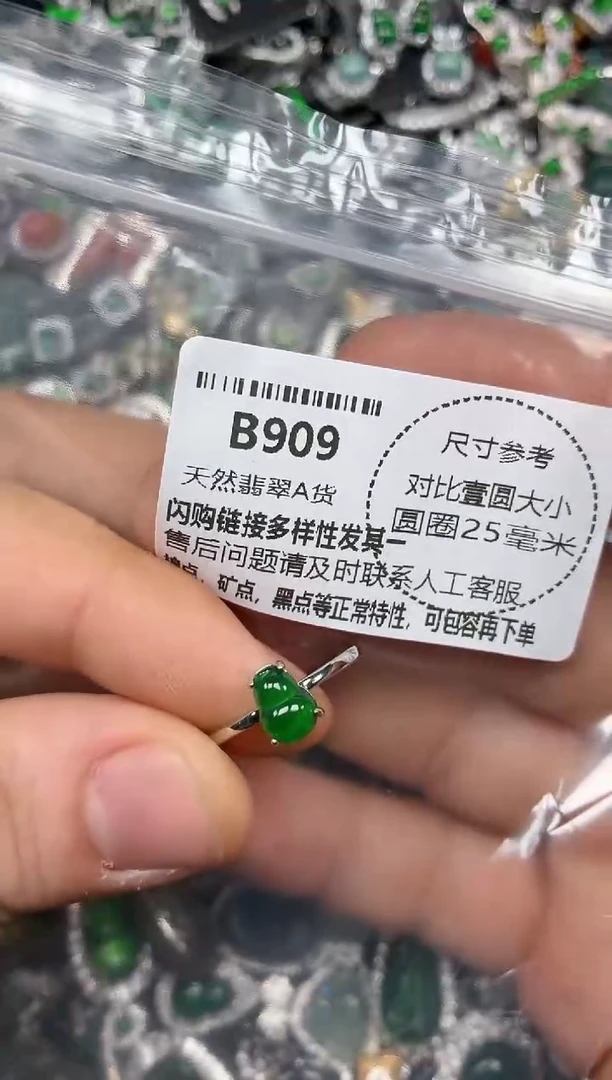 B909
天然翡翠A货
闪购链接多样性发其一
售后问题请及时联系人工客服
点，矿点，黑点等正常特性，可包容再下单
尺寸参考
对比壹圆大小
圆圈25毫米